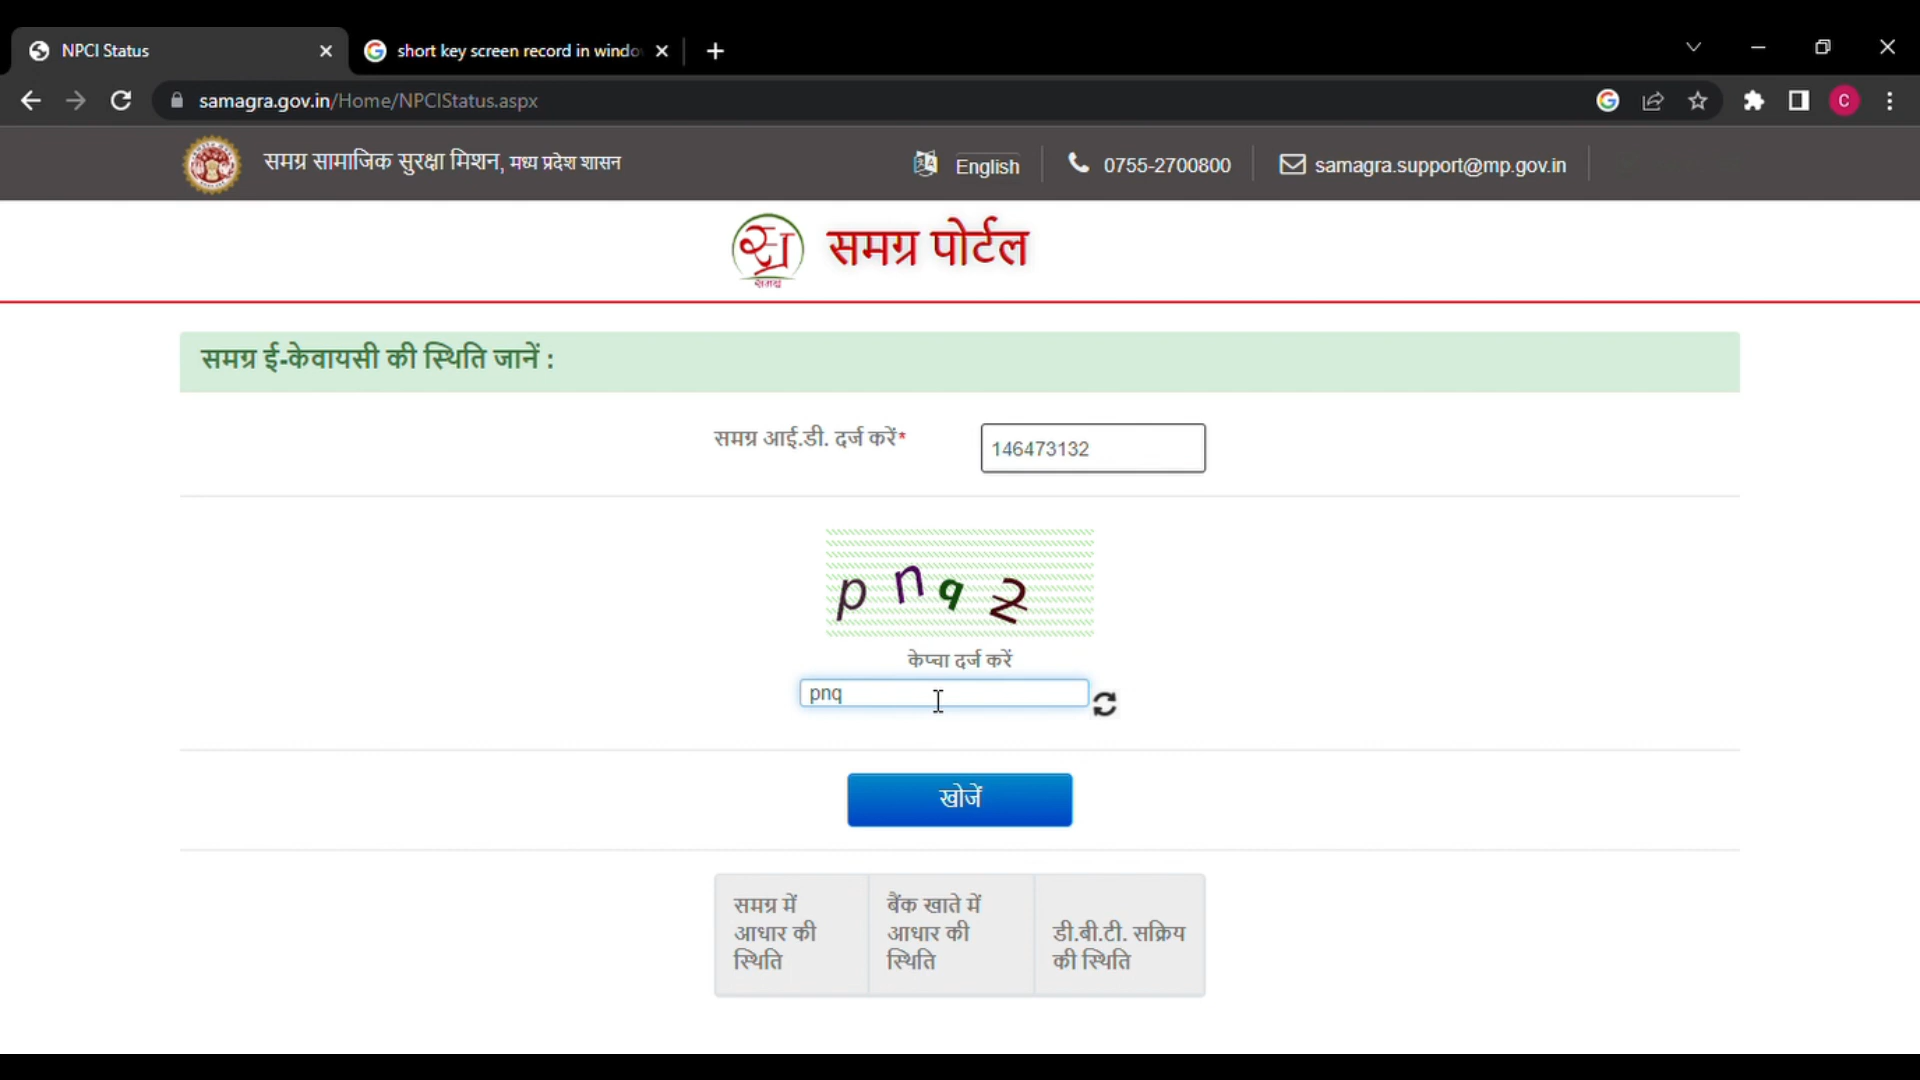 NPCI Status
short key screen record in windo
samagra.gov.in/Home/NPCIStatus.aspx
C
समग्र सामाजिक सुरक्षा मिशन, मध्य प्रदेश शासन
English
0755-2700800
samagra.support@mp.gov.in
समग्र
समग्र पोर्टल
समग्र ई-केवायसी की स्थिति जानें :
समग्र आई.डी. दर्ज करें*
146473132
p n q z
केप्चा दर्ज करें
pnq
खोजें
समग्र में आधार की स्थिति
बैंक खाते में आधार की स्थिति
डी.बी.टी. सक्रिय की स्थिति